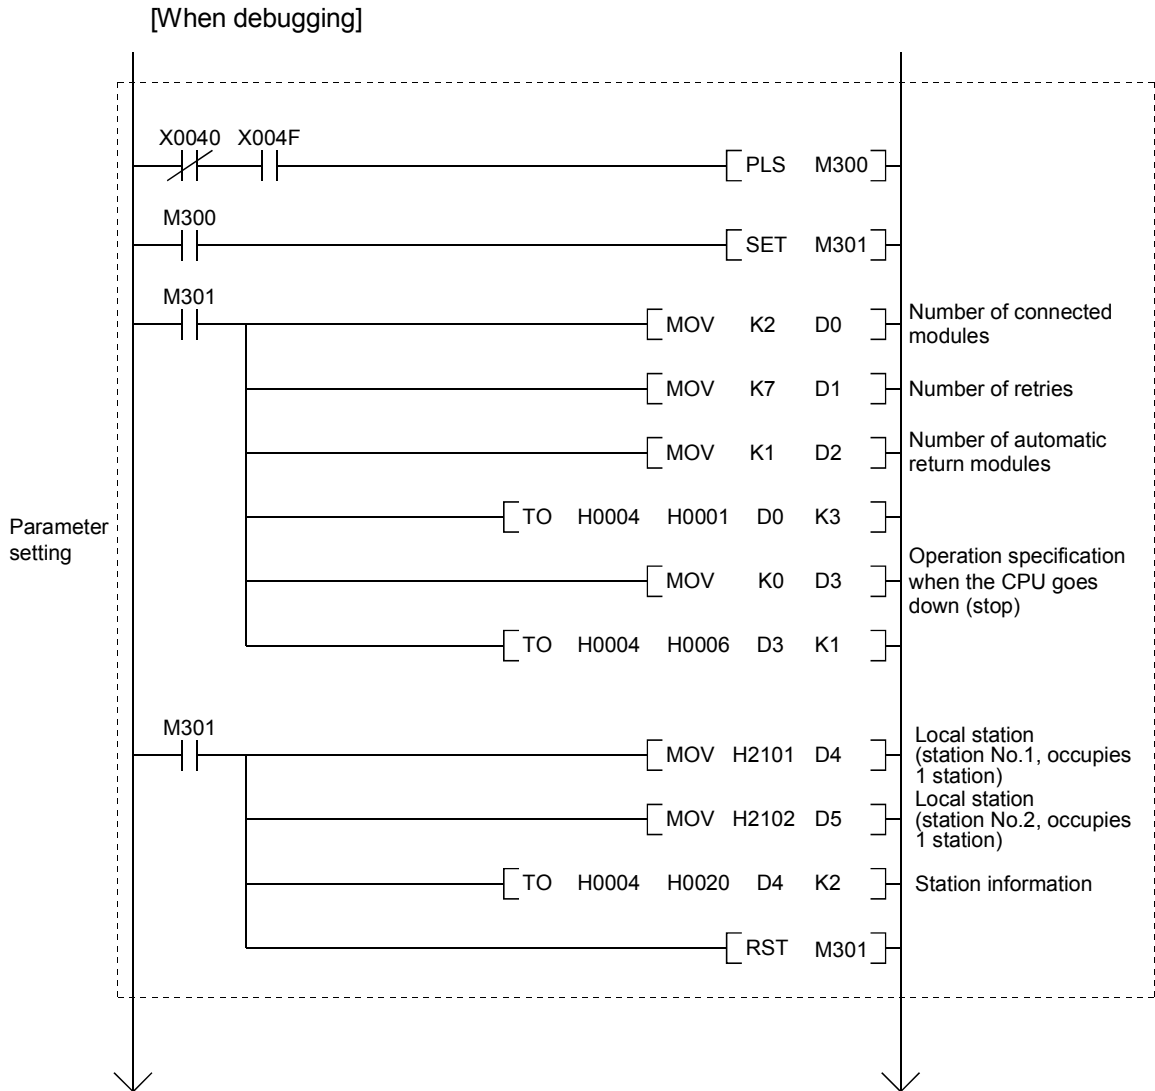 [When debugging]
X0040 X004F
PLS M300
M300
SET M301
M301
MOV K2 D0
Number of connected
modules
MOV K7 D1
Number of retries
MOV K1 D2
Number of automatic
return modules
TO H0004 H0001 D0 K3
Parameter
setting
MOV K0 D3
Operation specification
when the CPU goes
down (stop)
TO H0004 H0006 D3 K1
M301
MOV H2101 D4
Local station
(station No.1, occupies
1 station)
MOV H2102 D5
Local station
(station No.2, occupies
1 station)
TO H0004 H0020 D4 K2
Station information
RST M301